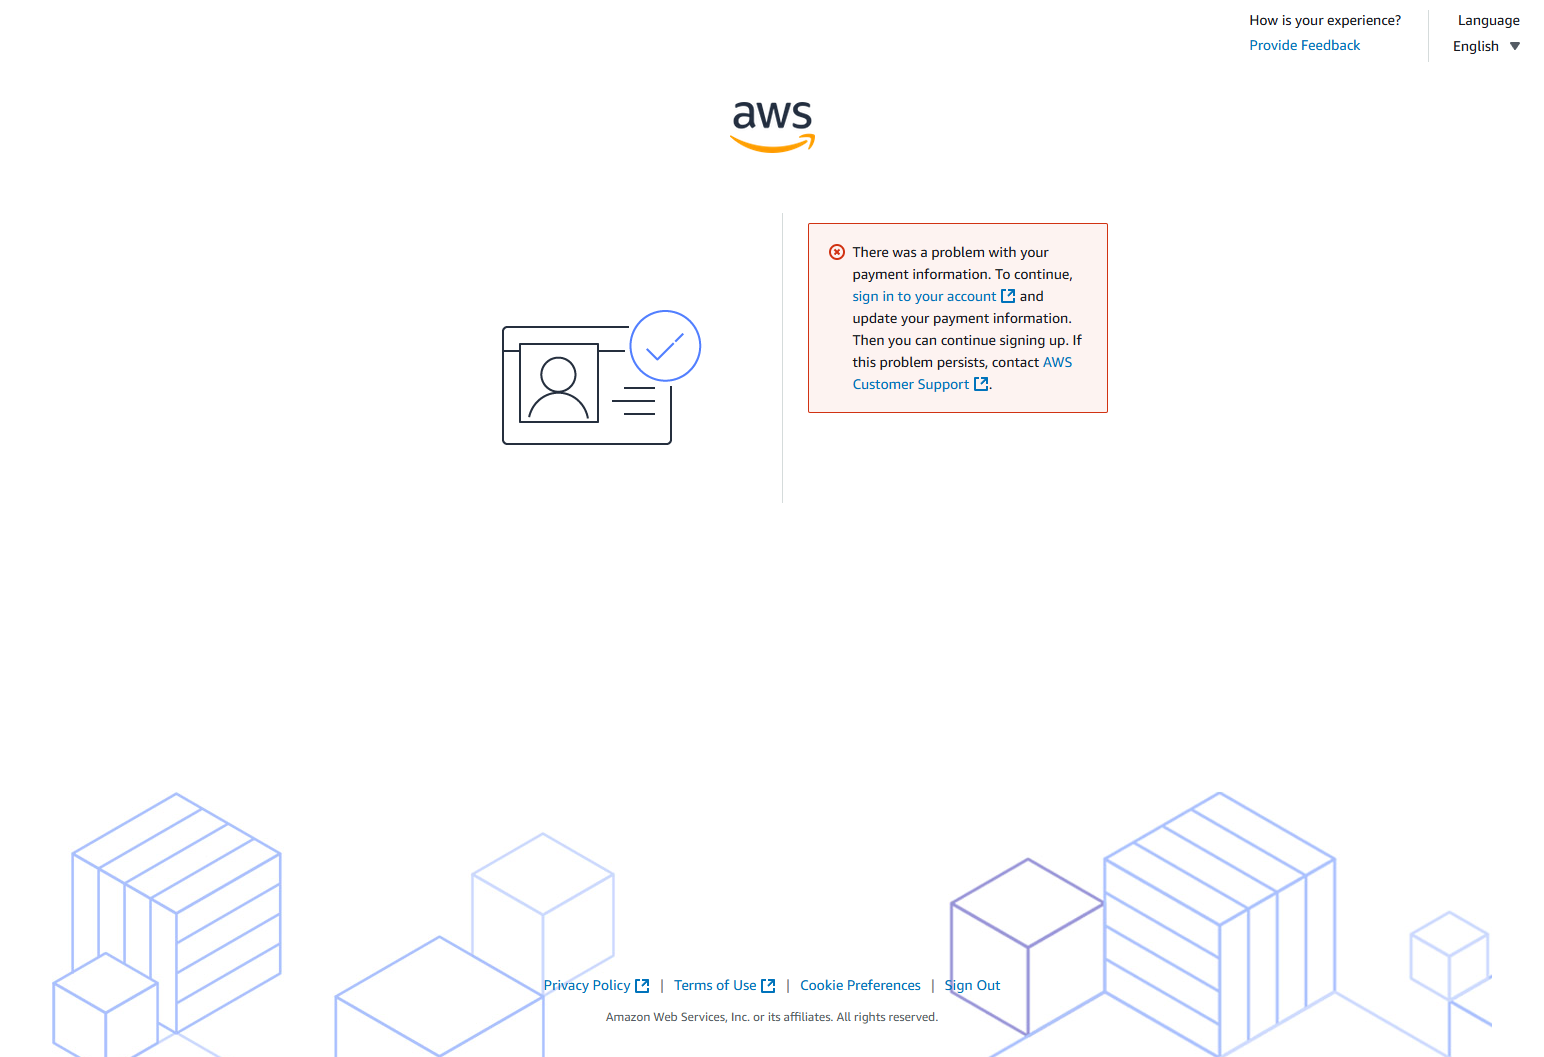 How is your experience?
Provide Feedback
Language
English
aws
There was a problem with your
payment information. To continue,
sign in to your account and
update your payment information.
Then you can continue signing up. If
this problem persists, contact AWS
Customer Support.
Privacy Policy | Terms of Use | Cookie Preferences | Sign Out
Amazon Web Services, Inc. or its affiliates. All rights reserved.